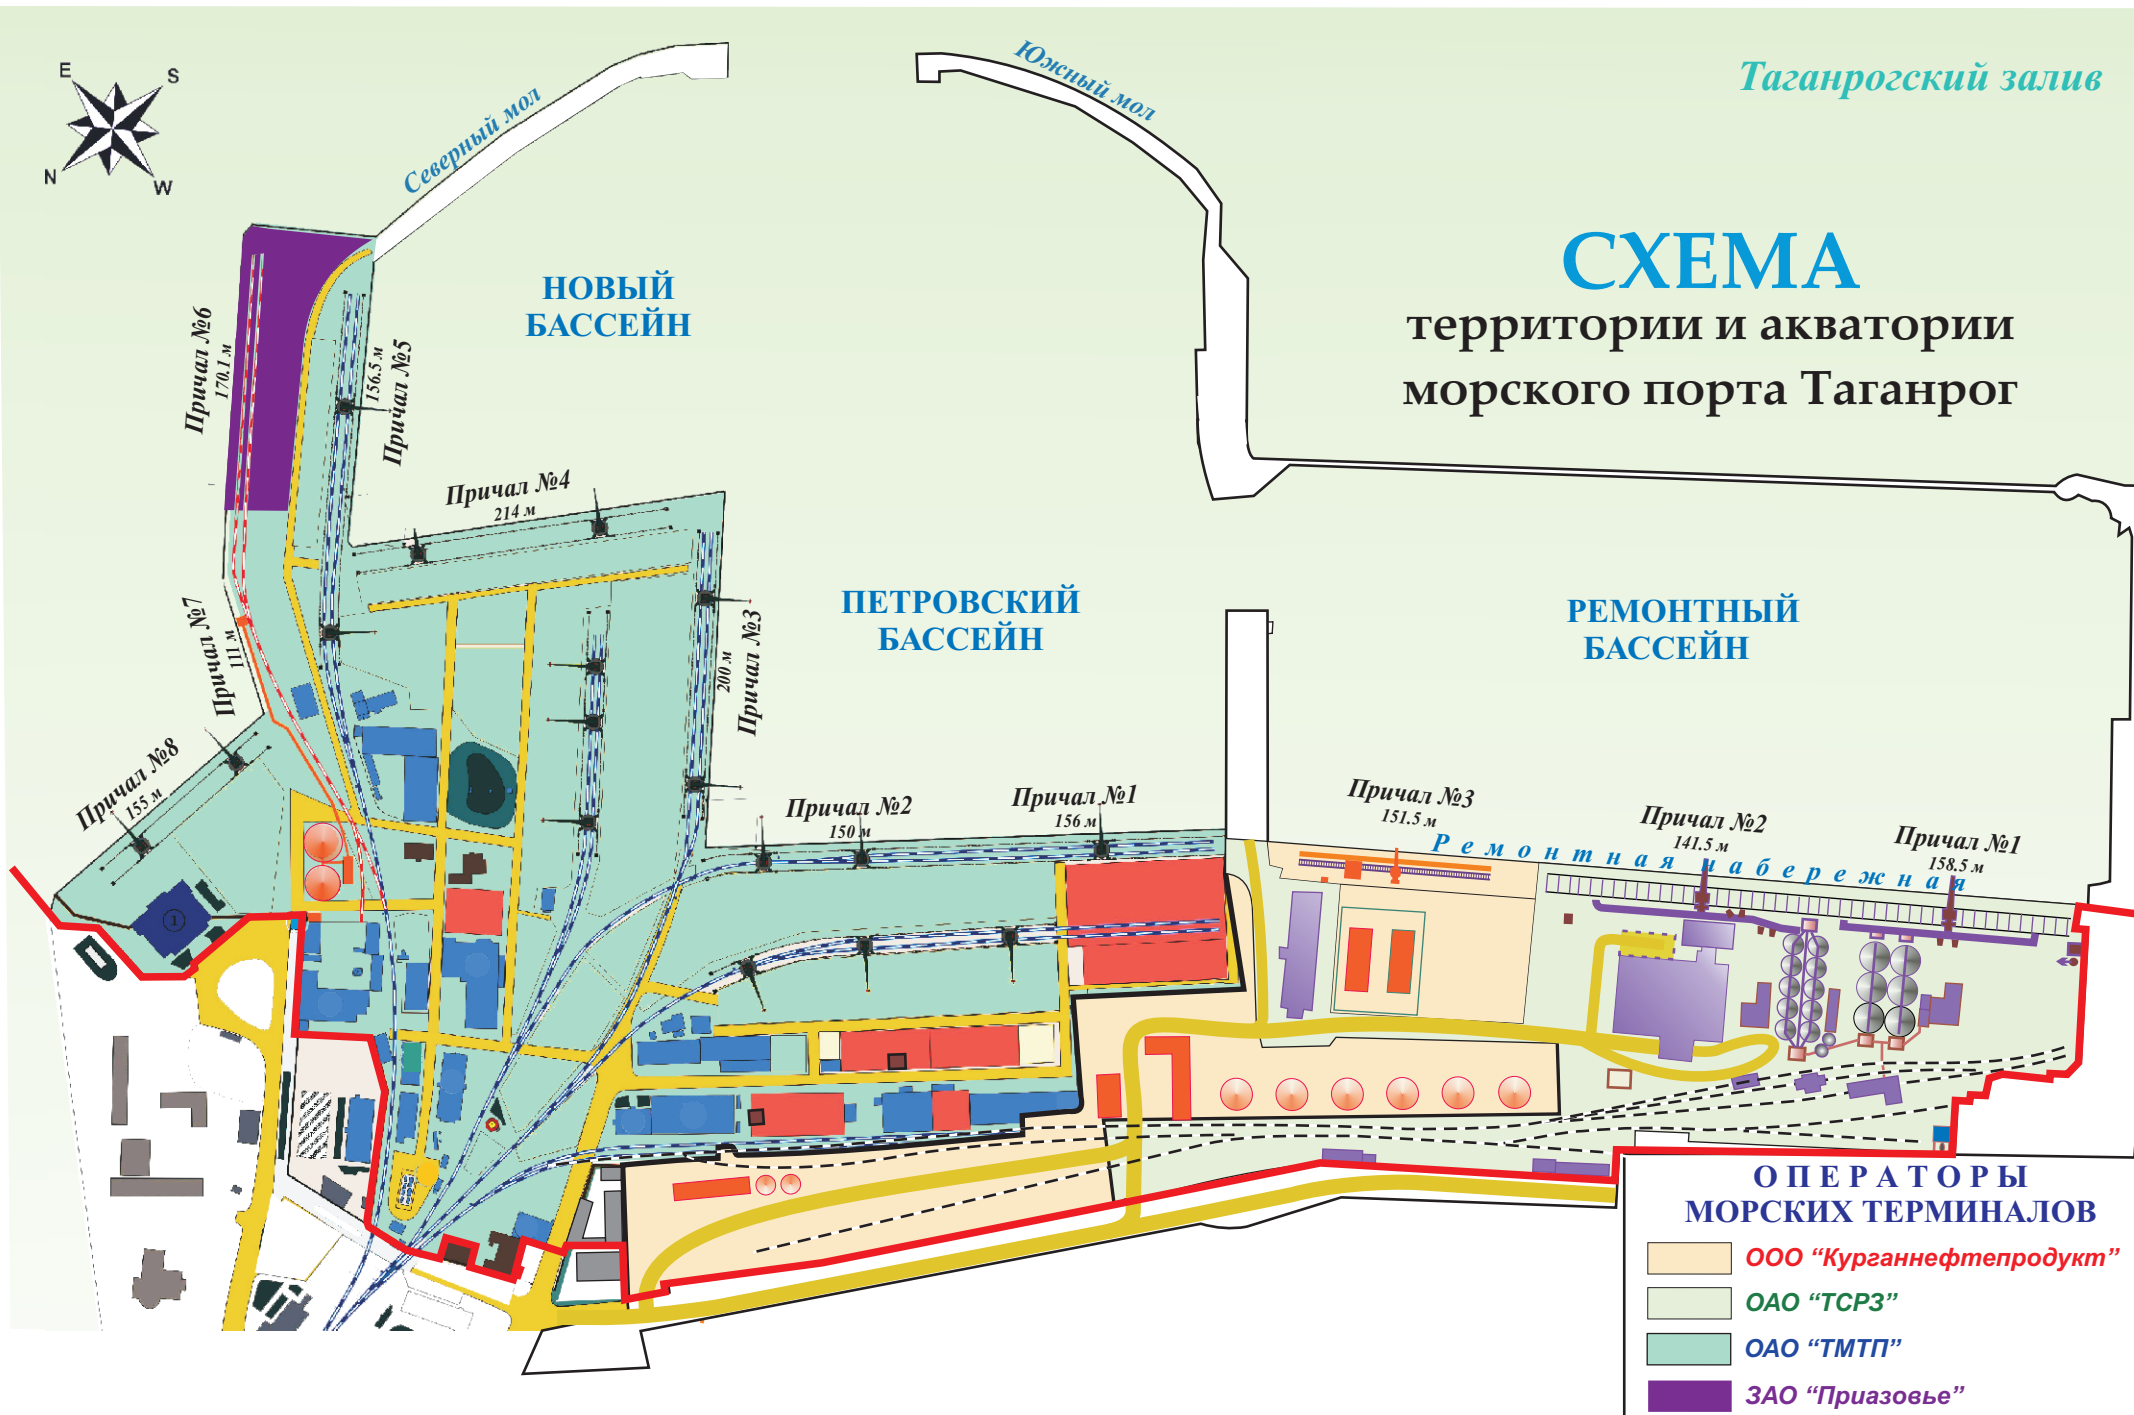 E
S
N
W
Северный мол
Южный мол
Таганрогский залив
СХЕМА
территории и акватории
морского порта Таганрог
НОВЫЙ
БАССЕЙН
Причал №6
170.1 м
156.5 м
Причал №5
Причал №4
214 м
ПЕТРОВСКИЙ
БАССЕЙН
РЕМОНТНЫЙ
БАССЕЙН
Причал №7
111 м
200 м
Причал №3
Причал №8
155 м
Причал №2
150 м
Причал №1
156 м
Причал №3
151.5 м
Причал №2
141.5 м
Причал №1
158.5 м
Ремонтная набережная
1
ОПЕРАТОРЫ
МОРСКИХ ТЕРМИНАЛОВ
ООО “Курганнефтепродукт”
ОАО “ТСРЗ”
ОАО “ТМТП”
ЗАО “Приазовье”